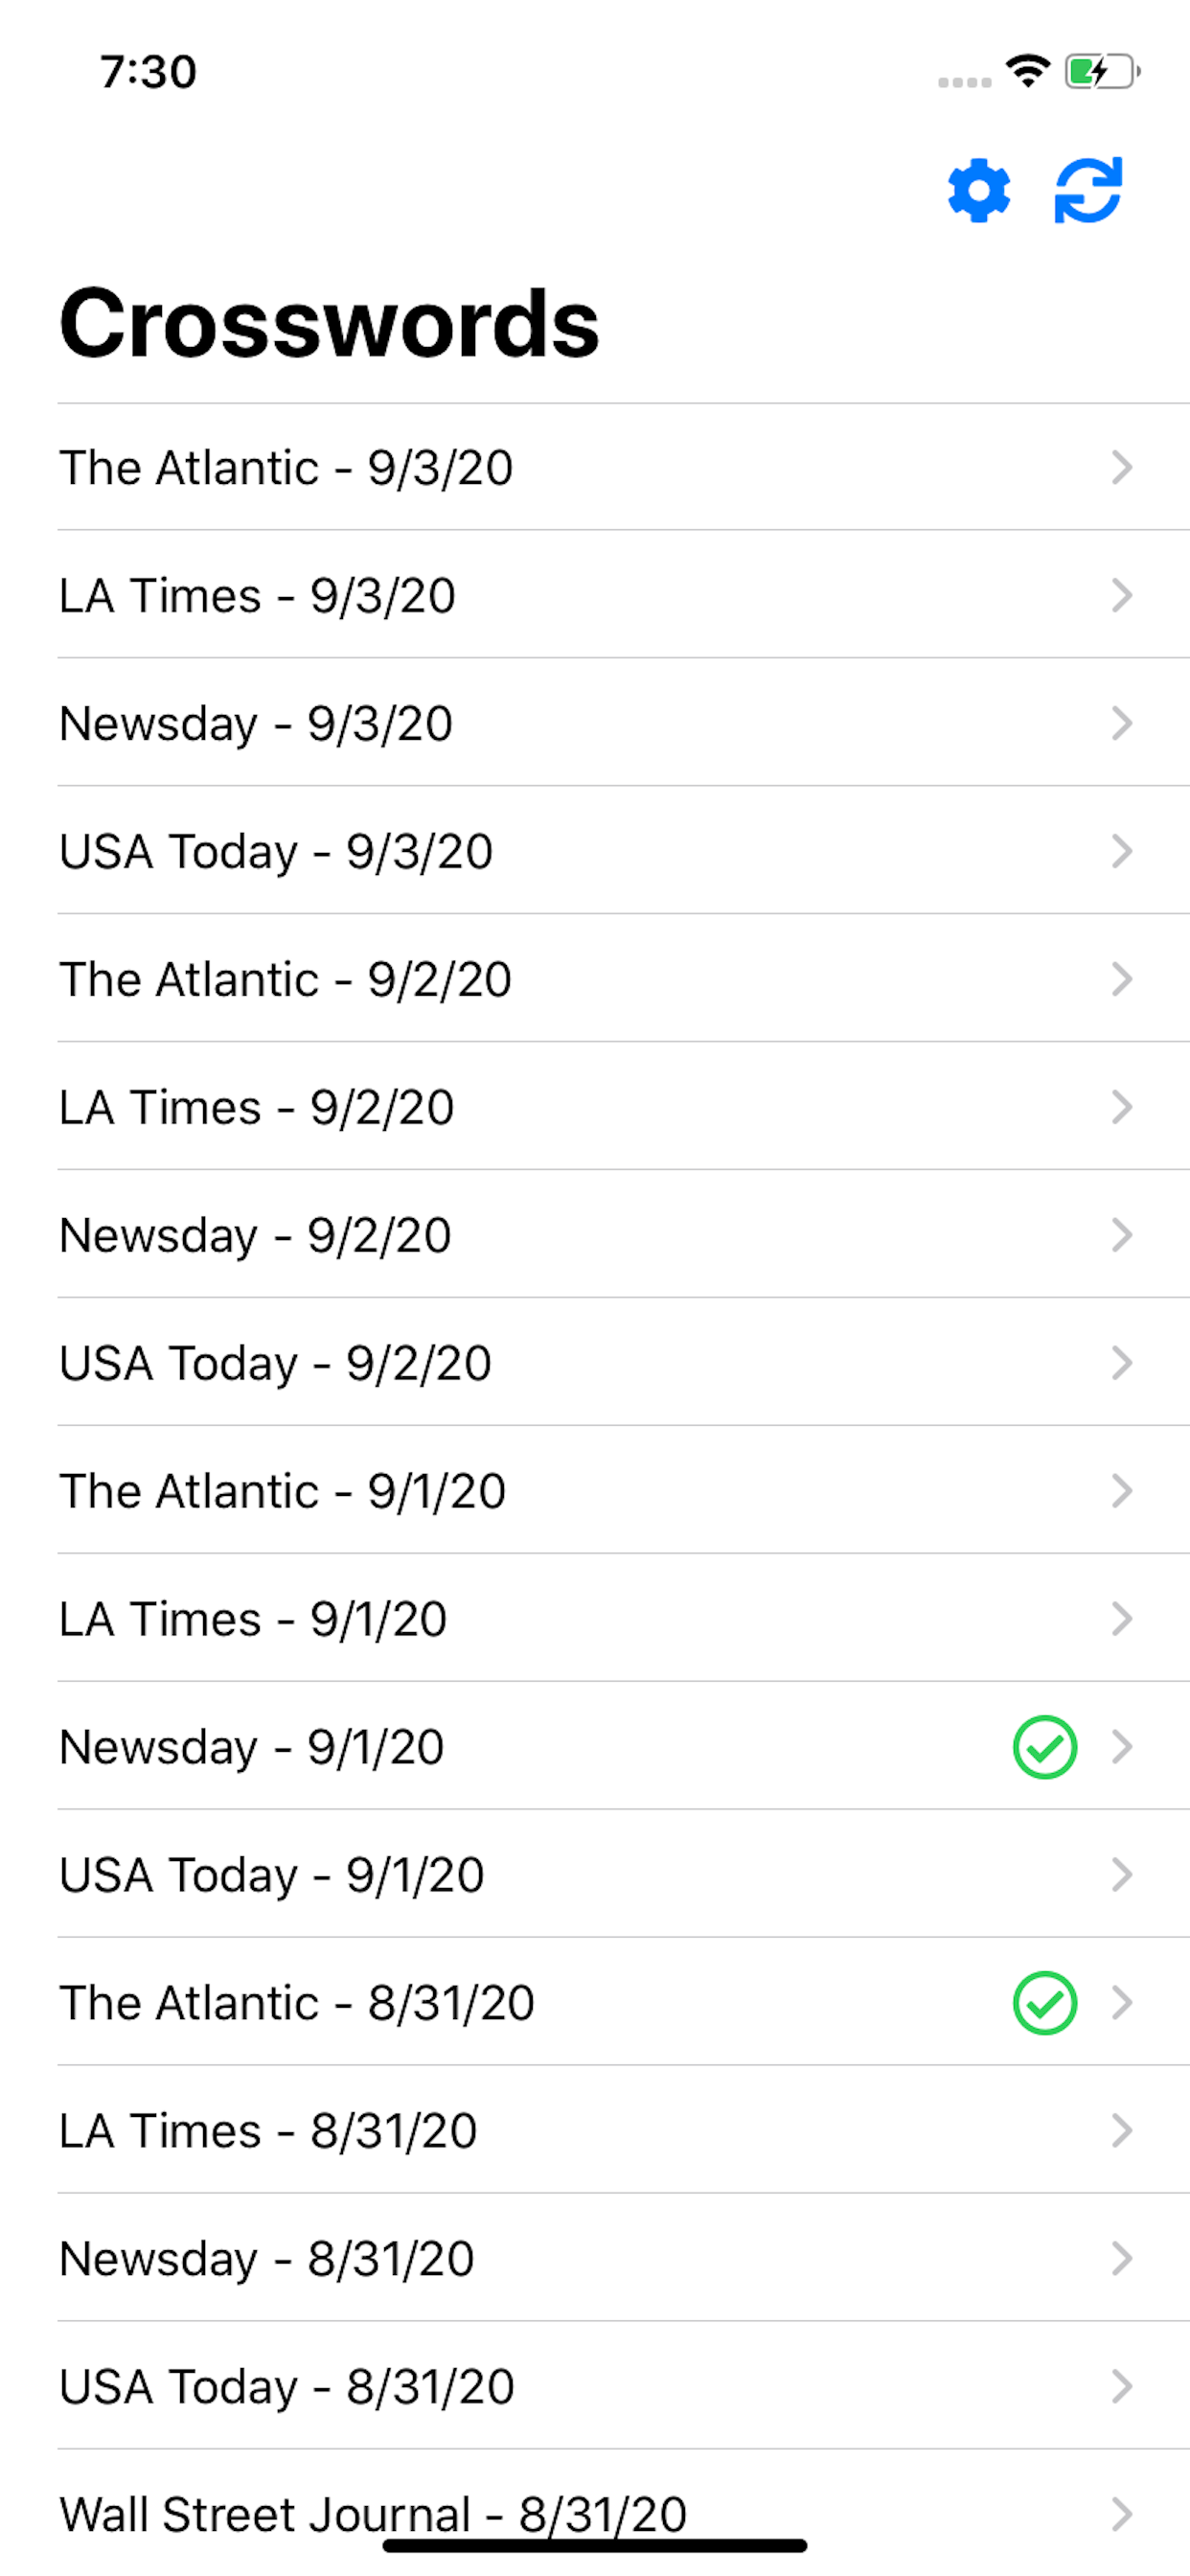 7:30
Crosswords
The Atlantic - 9/3/20
LA Times - 9/3/20
Newsday - 9/3/20
USA Today - 9/3/20
The Atlantic - 9/2/20
LA Times - 9/2/20
Newsday - 9/2/20
USA Today - 9/2/20
The Atlantic - 9/1/20
LA Times - 9/1/20
Newsday - 9/1/20
USA Today - 9/1/20
The Atlantic - 8/31/20
LA Times - 8/31/20
Newsday - 8/31/20
USA Today - 8/31/20
Wall Street Journal - 8/31/20